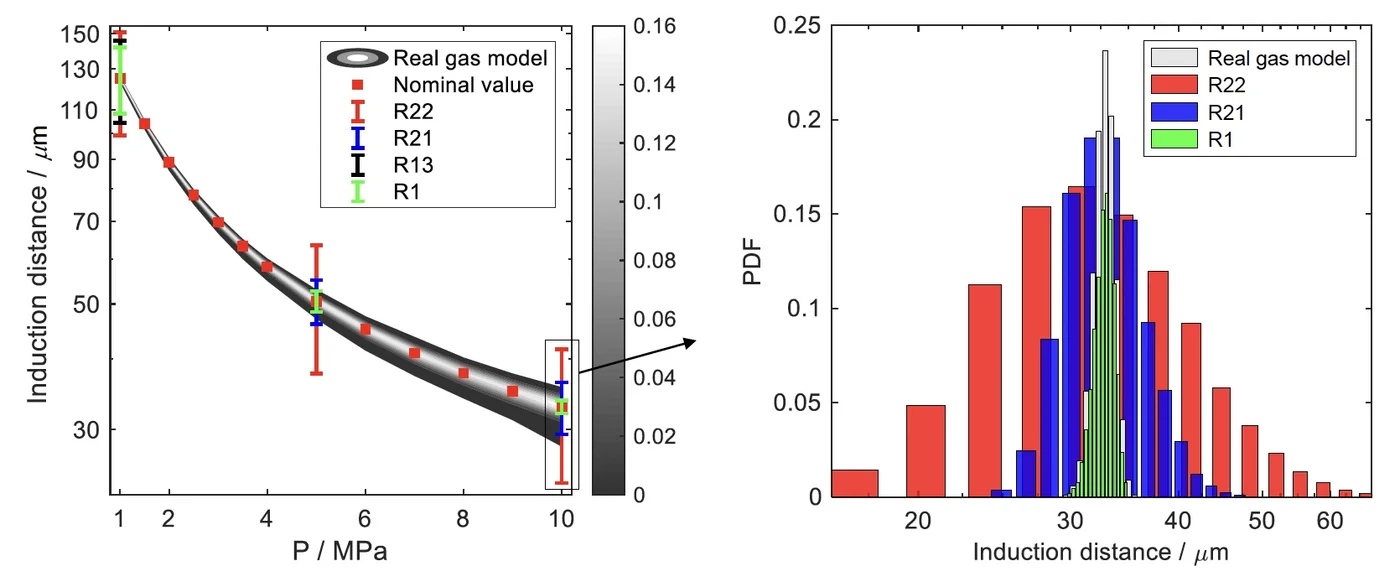 150
130
110
90
70
50
30
Induction distance / μm
1
2
4
6
8
10
P / MPa
Real gas model
Nominal value
R22
R21
R13
R1
0.16
0.14
0.12
0.1
0.08
0.06
0.04
0.02
0
0.25
0.2
0.15
0.1
0.05
0
PDF
20
30
40
50
60
Induction distance / μm
Real gas model
R22
R21
R1